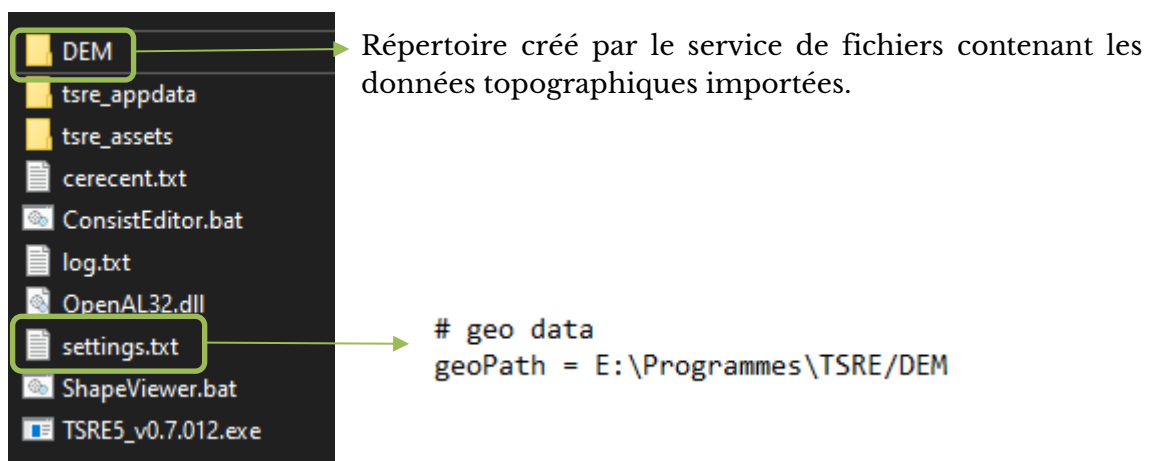 DEM
Répertoire créé par le service de fichiers contenant les
données topographiques importées.
tsre_appdata
tsre_assets
cerecent.txt
ConsistEditor.bat
log.txt
OpenAL32.dll
settings.txt
# geo data
geoPath = E:\Programmes\TSRE/DEM
ShapeViewer.bat
TSRE5_v0.7.012.exe